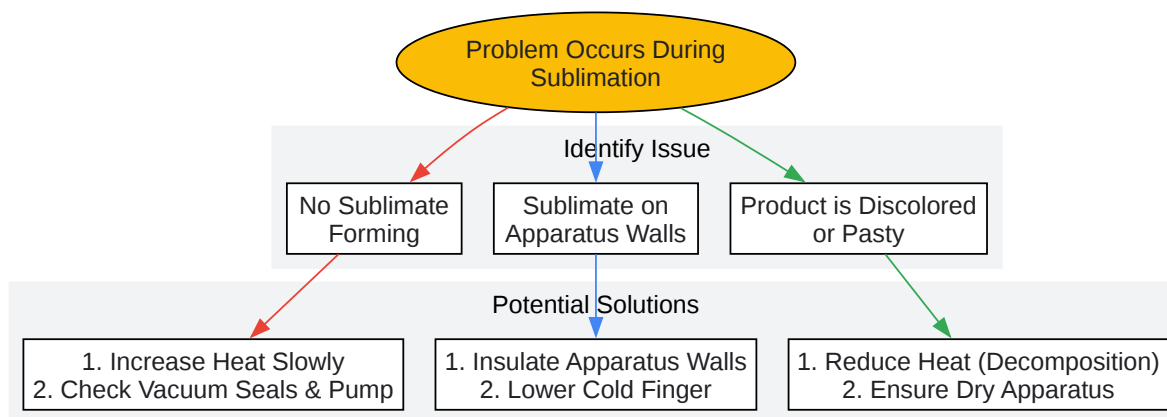 Problem Occurs During
Sublimation
Identify Issue
No Sublimate
Forming
Sublimate on
Apparatus Walls
Product is Discolored
or Pasty
Potential Solutions
1. Increase Heat Slowly
2. Check Vacuum Seals & Pump
1. Insulate Apparatus Walls
2. Lower Cold Finger
1. Reduce Heat (Decomposition)
2. Ensure Dry Apparatus